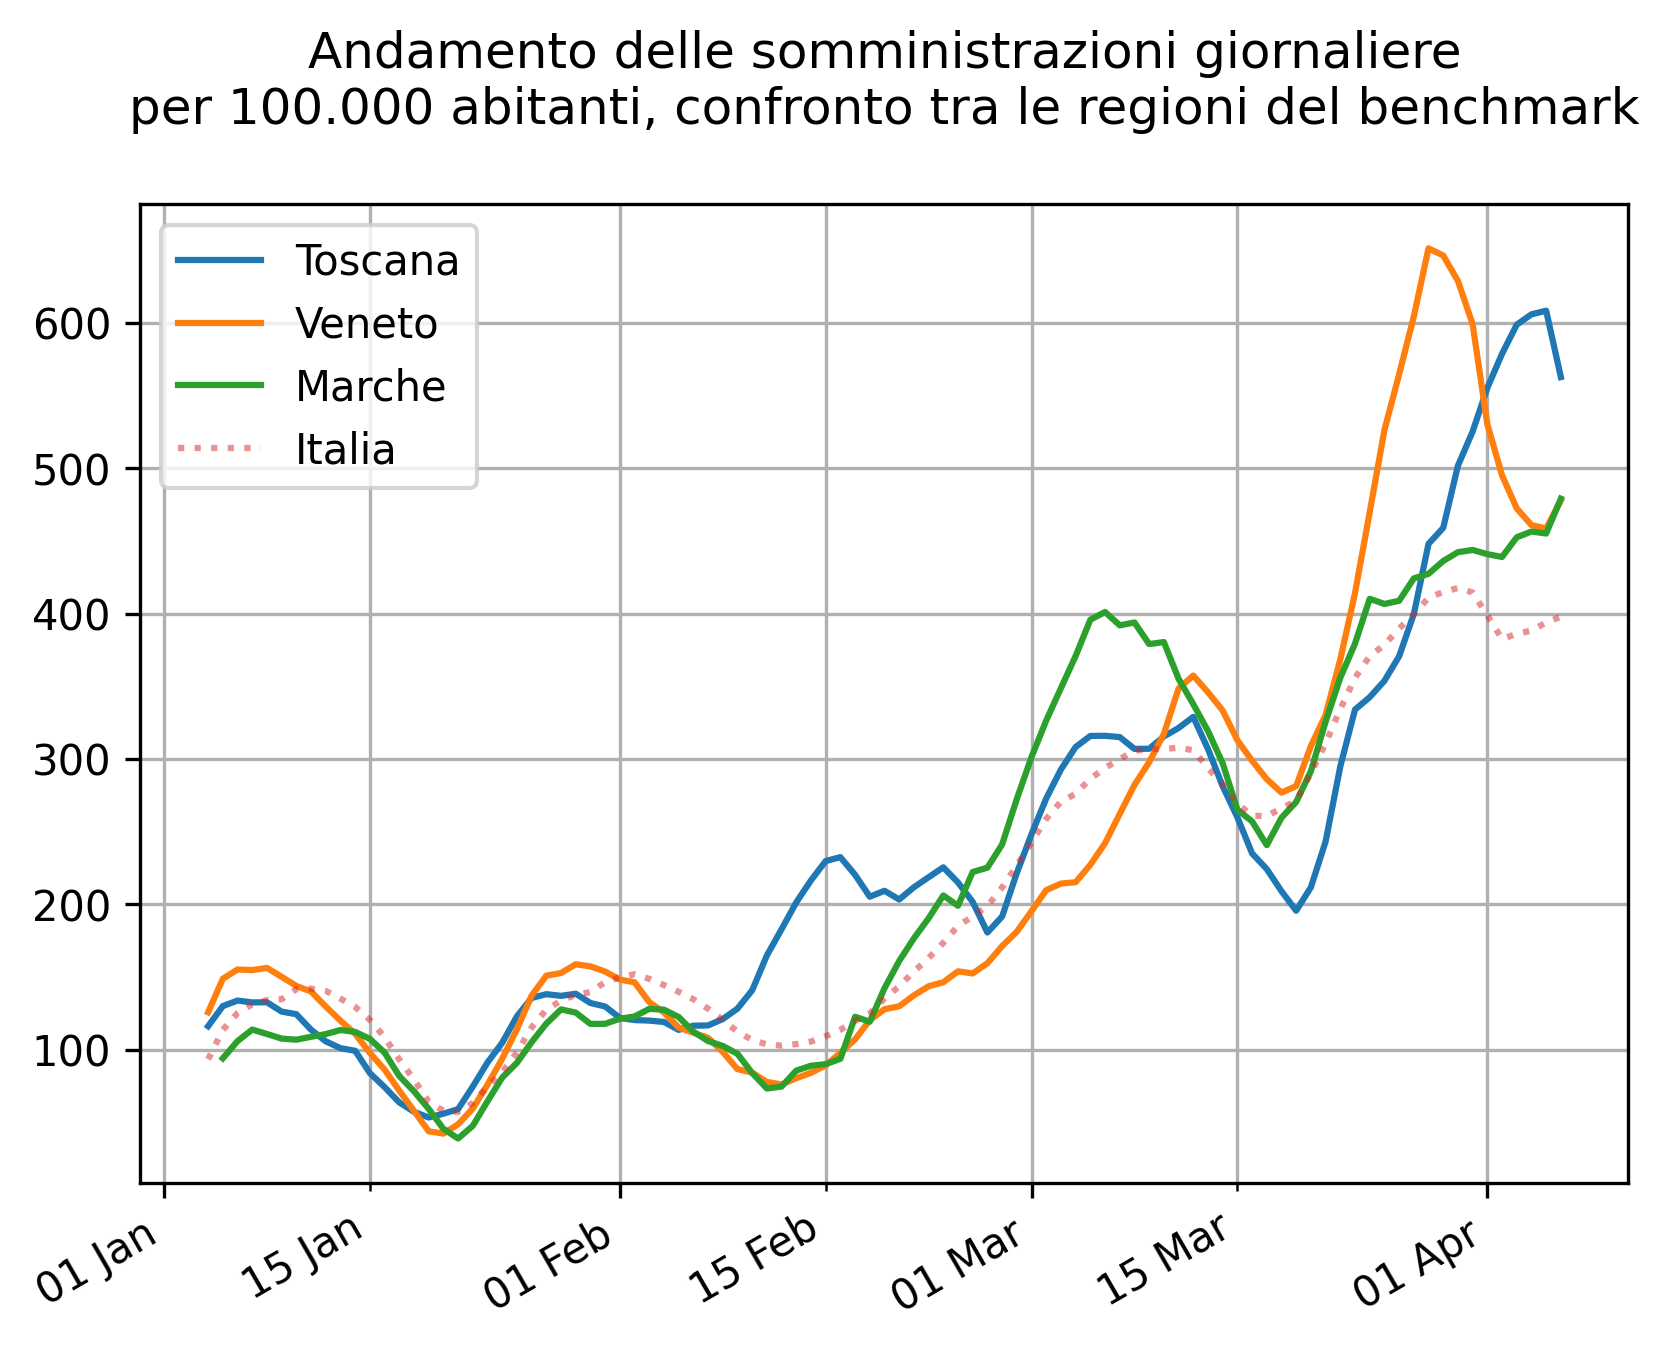 Andamento delle somministrazioni giornaliere
per 100.000 abitanti, confronto tra le regioni del benchmark
Toscana
Veneto
Marche
Italia
600
500
400
300
200
100
01 Jan
15 Jan
01 Feb
15 Feb
01 Mar
15 Mar
01 Apr